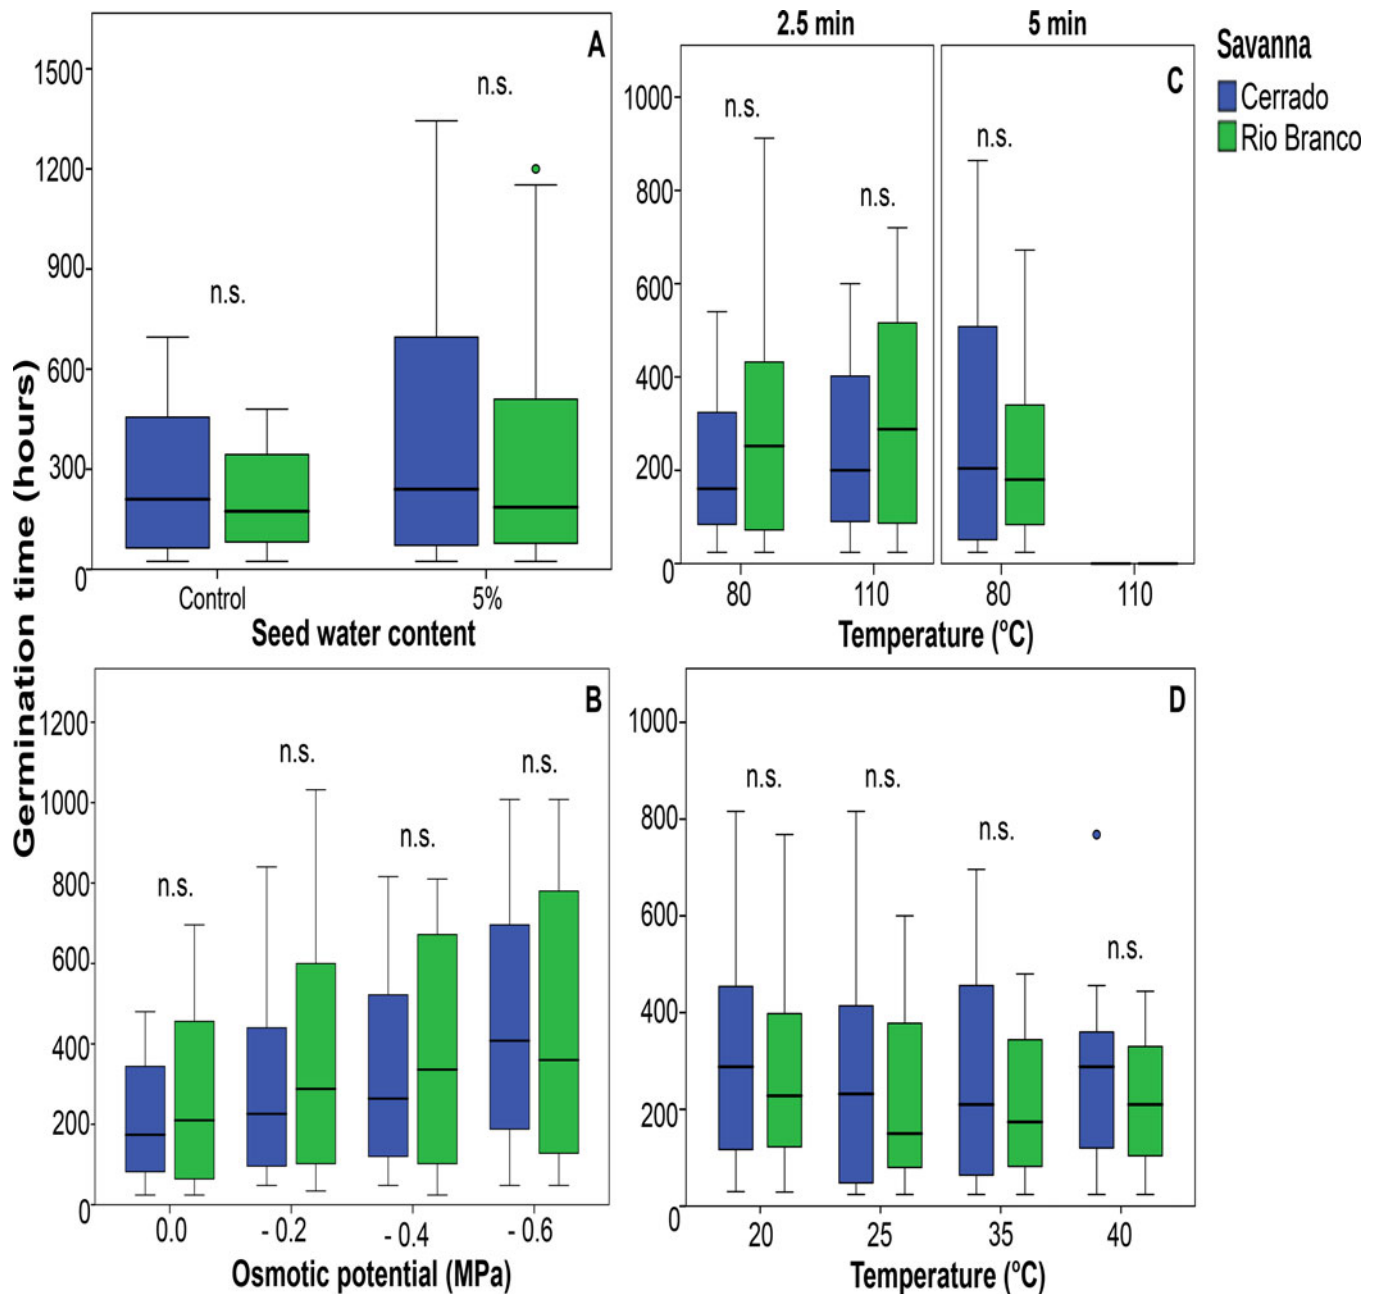 Germination time (hours)
A
1500
1200
900
600
300
0
n.s.
n.s.
Control
5%
Seed water content
2.5 min
5 min
C
1000
800
600
400
200
0
n.s.
n.s.
n.s.
80
110
80
110
Temperature (°C)
Savanna
Cerrado
Rio Branco
B
1200
1000
800
600
400
200
0
n.s.
n.s.
n.s.
n.s.
0.0
- 0.2
- 0.4
- 0.6
Osmotic potential (MPa)
D
1000
800
600
400
200
0
n.s.
n.s.
n.s.
n.s.
20
25
35
40
Temperature (°C)